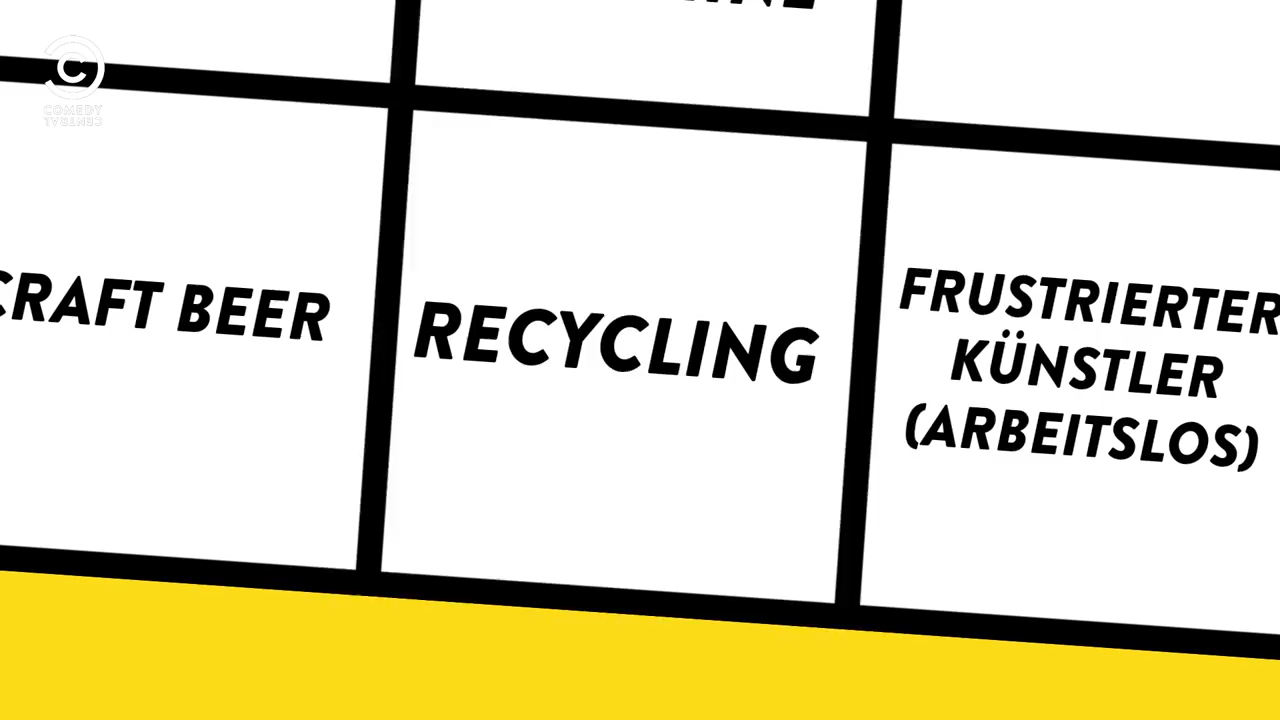 COMEDY
CENTRAL
CRAFT BEER
RECYCLING
FRUSTRIERTER
KÜNSTLER
(ARBEITSLOS)